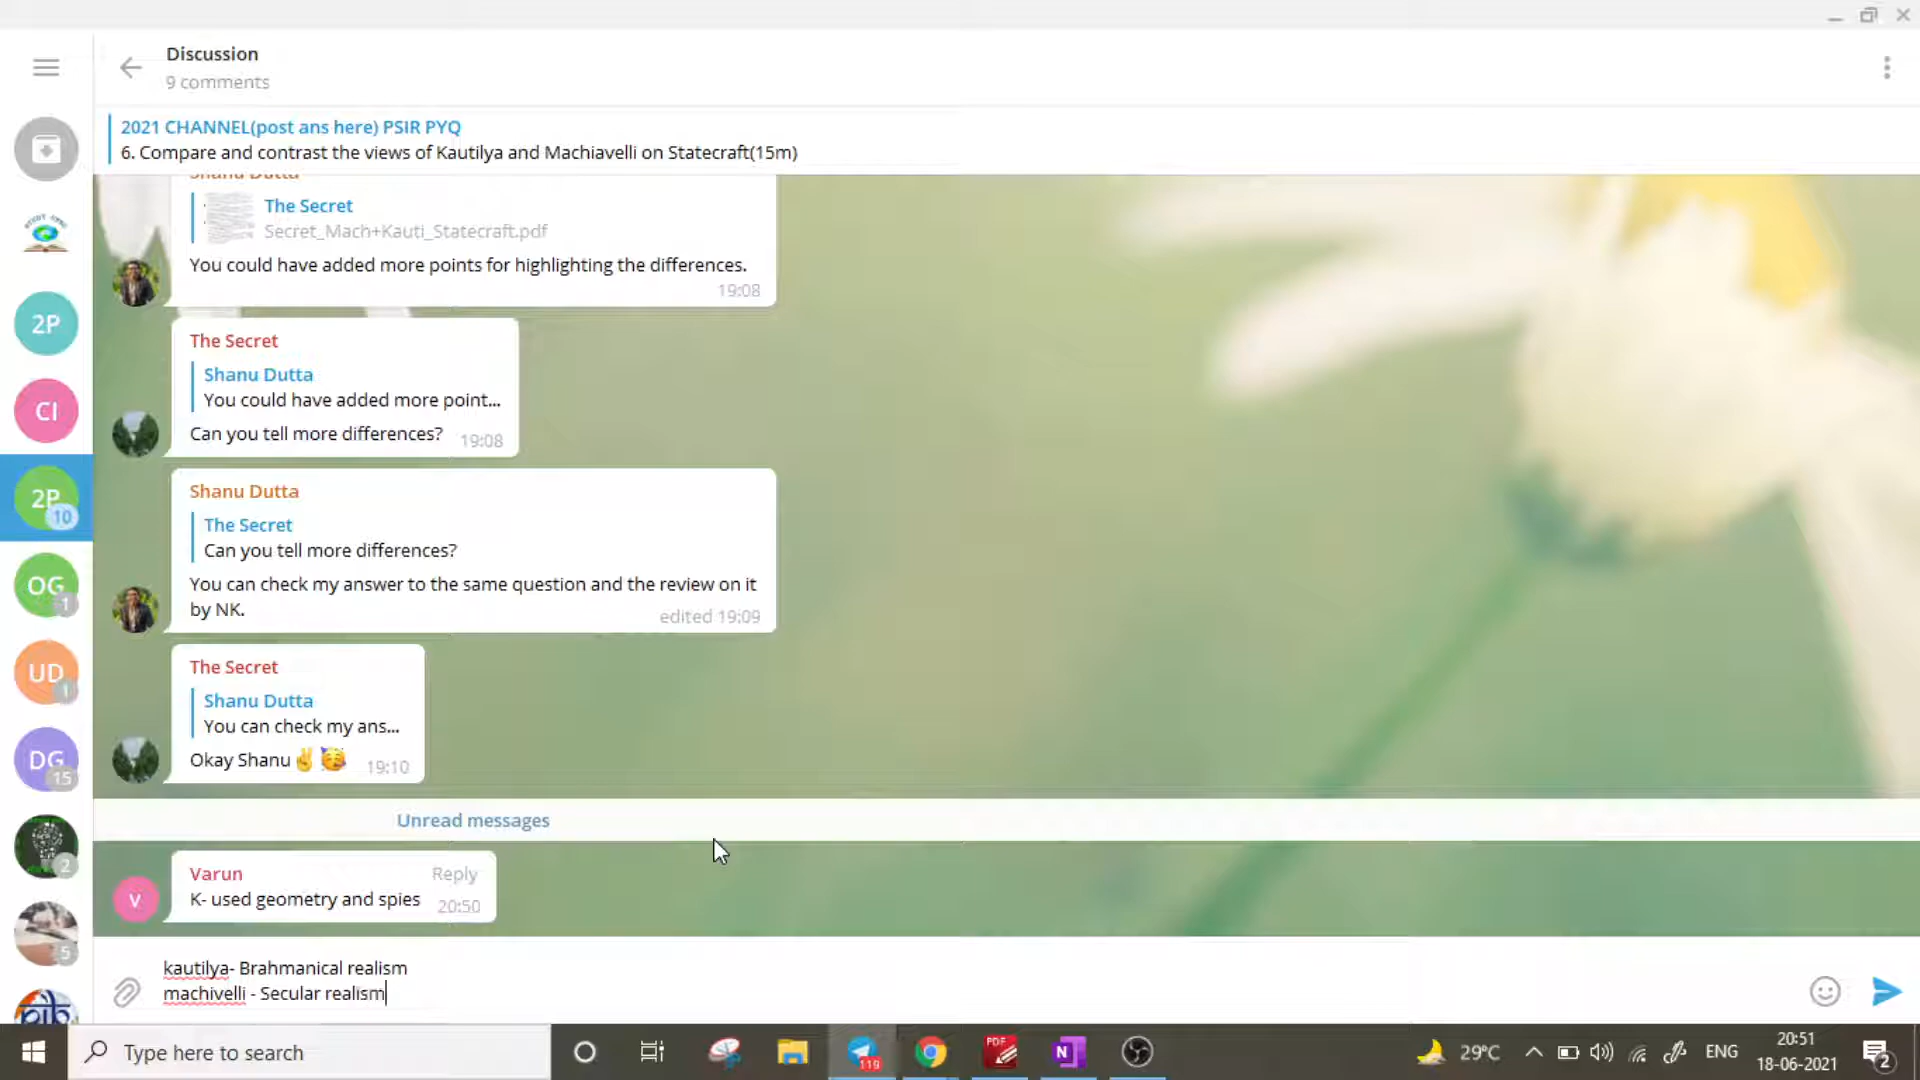 Discussion
9 comments
2021 CHANNEL(post ans here) PSIR PYQ
6. Compare and contrast the views of Kautilya and Machiavelli on Statecraft(15m)
Shanu Dutta
The Secret
Secret_Mach+Kauti_Statecraft.pdf
You could have added more points for highlighting the differences.
19:08
The Secret
Shanu Dutta
You could have added more point...
Can you tell more differences? 19:08
Shanu Dutta
The Secret
Can you tell more differences?
You can check my answer to the same question and the review on it
by NK.
edited 19:09
The Secret
Shanu Dutta
You can check my ans...
Okay Shanu✌🥳 19:10
Unread messages
Varun Reply
K- used geometry and spies 20:50
V
kautilya- Brahmanical realism
machivelli - Secular realism
2P
CI
2P
10
OG
1
UD
1
DG
15
2
5
pib
Type here to search
119
PDF
N
29°C
ENG
20:51
18-06-2021
2